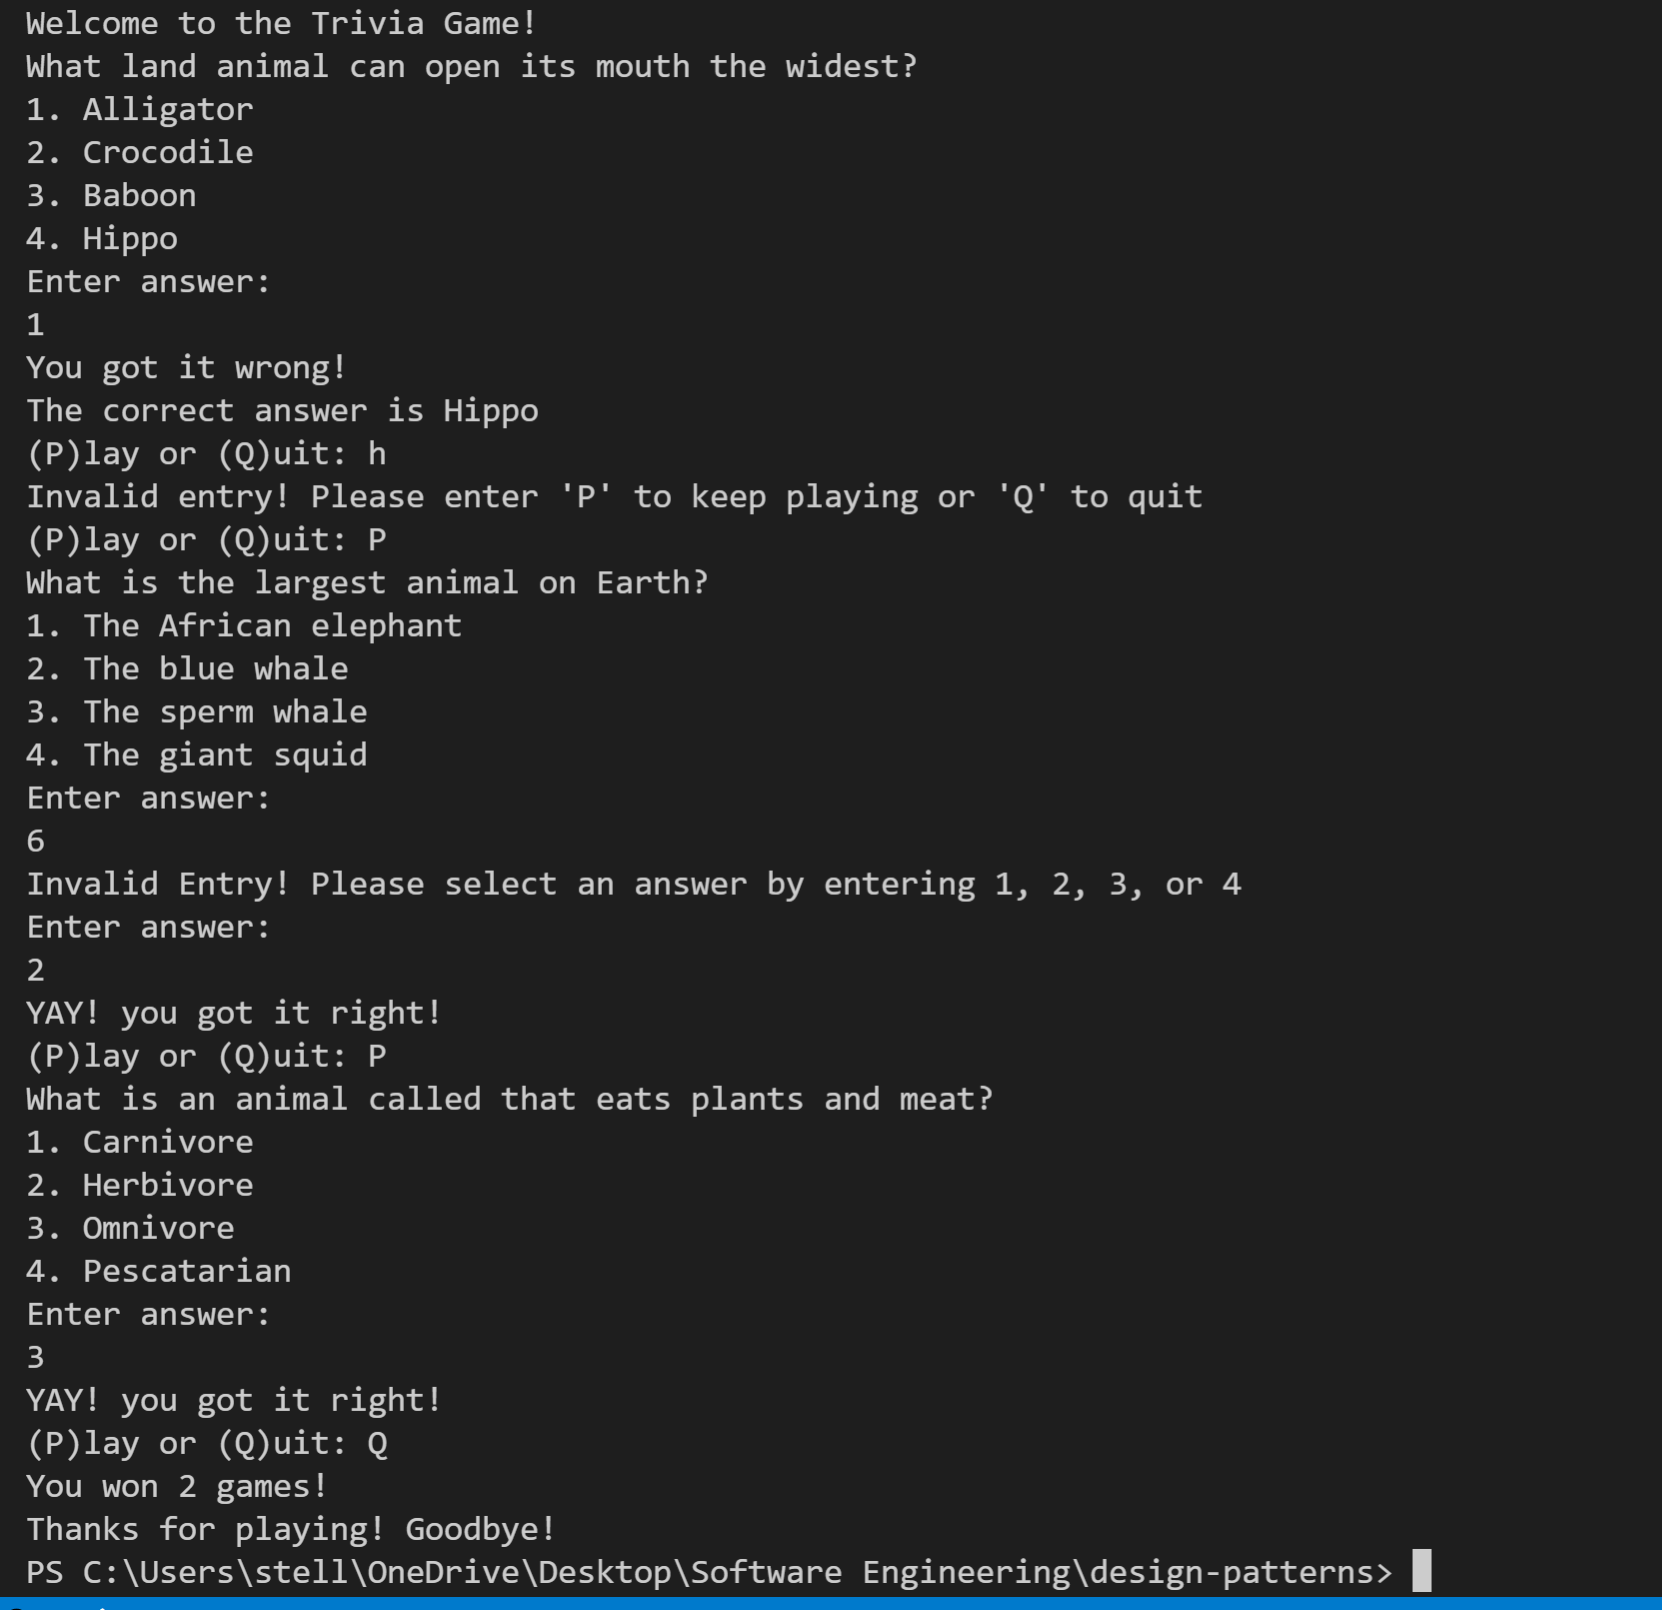 Welcome to the Trivia Game!
What land animal can open its mouth the widest?
1. Alligator
2. Crocodile
3. Baboon
4. Hippo
Enter answer:
1
You got it wrong!
The correct answer is Hippo
(P)lay or (Q)uit: h
Invalid entry! Please enter 'P' to keep playing or 'Q' to quit
(P)lay or (Q)uit: P
What is the largest animal on Earth?
1. The African elephant
2. The blue whale
3. The sperm whale
4. The giant squid
Enter answer:
6
Invalid Entry! Please select an answer by entering 1, 2, 3, or 4
Enter answer:
2
YAY! you got it right!
(P)lay or (Q)uit: P
What is an animal called that eats plants and meat?
1. Carnivore
2. Herbivore
3. Omnivore
4. Pescatarian
Enter answer:
3
YAY! you got it right!
(P)lay or (Q)uit: Q
You won 2 games!
Thanks for playing! Goodbye!
PS C:\Users\stell\OneDrive\Desktop\Software Engineering\design-patterns>